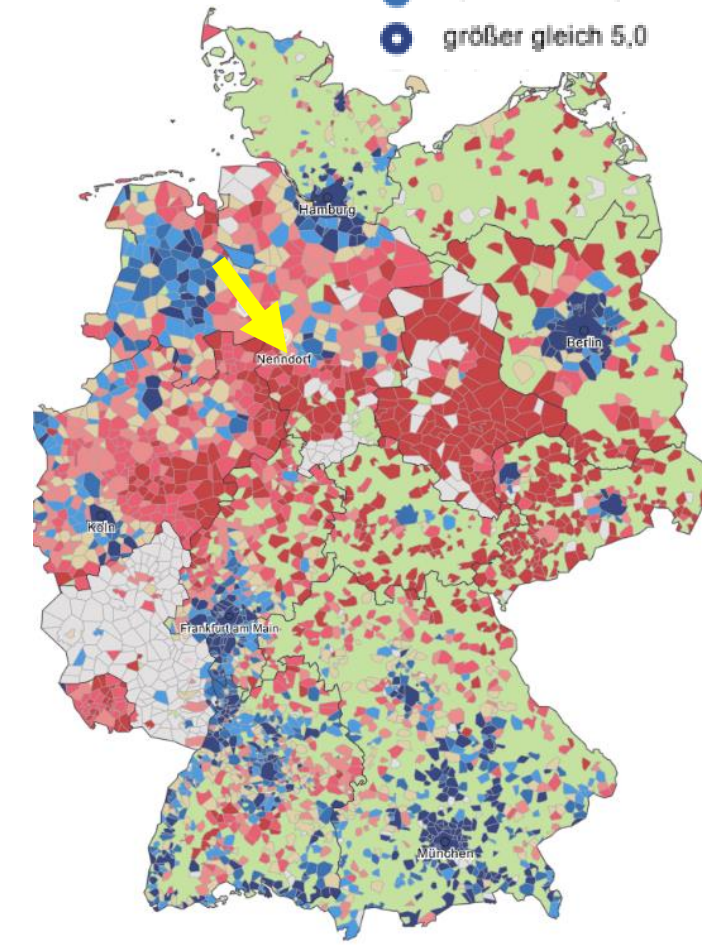 größer gleich 5,0
Hamburg
Berlin
Nenndorf
Köln
Frankfurt am Main
München